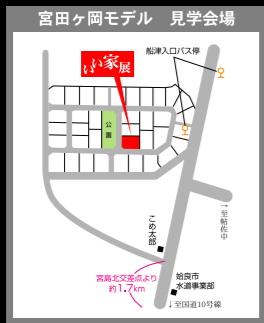 宮田ヶ岡モデル 見学会場
船津入口バス停
いい家展
公園
→至帖佐中
こめ太郎
宮島北交差点より
約1.7km
姶良市
水道事業部
↓至国道10号線